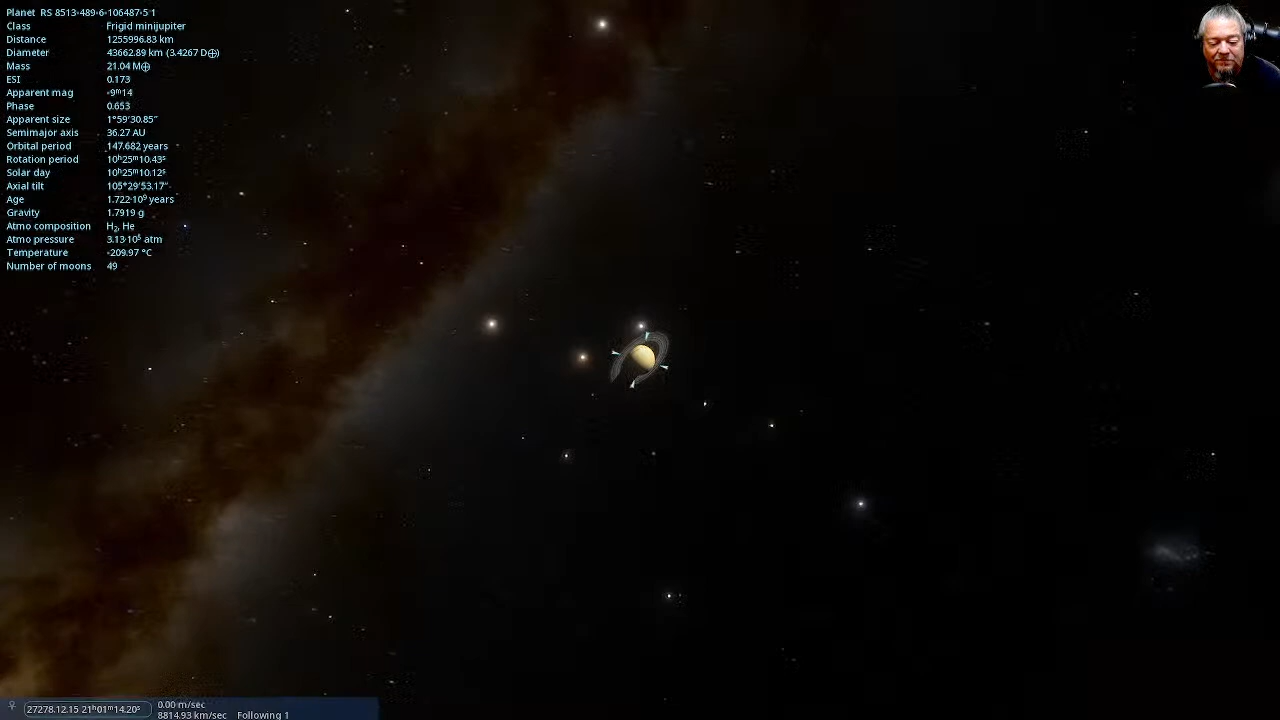 Planet RS 8513-489-6-106487-5 1
Class Frigid minijupiter
Distance 1255996.83 km
Diameter 43662.89 km (3.4267 D⊕)
Mass 21.04 M⊕
ESI 0.173
Apparent mag -9ᵐ14
Phase 0.653
Apparent size 1°59'30.85"
Semimajor axis 36.27 AU
Orbital period 147.682 years
Rotation period 10ʰ25ᵐ10.43ˢ
Solar day 10ʰ25ᵐ10.12ˢ
Axial tilt 105°29'53.17"
Age 1.722·10⁹ years
Gravity 1.7919 g
Atmo composition H₂, He
Atmo pressure 3.13·10⁵ atm
Temperature -209.97 °C
Number of moons 49
27278.12.15 21ʰ01ᵐ14.20ˢ 0.00 m/sec
8814.93 km/sec Following 1